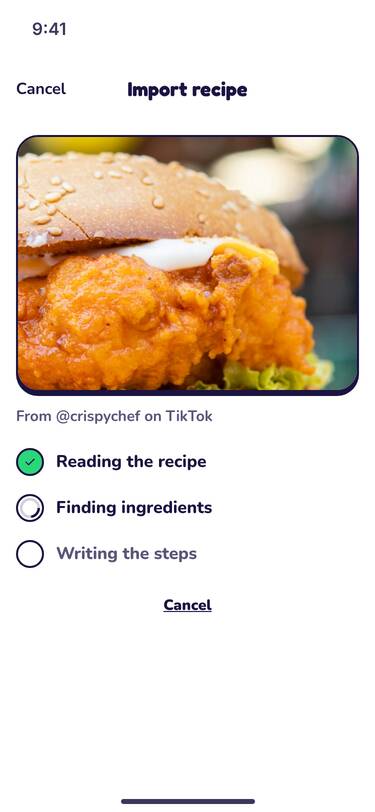 9:41
Cancel
Import recipe
From @crispychef on TikTok
Reading the recipe
Finding ingredients
Writing the steps
Cancel